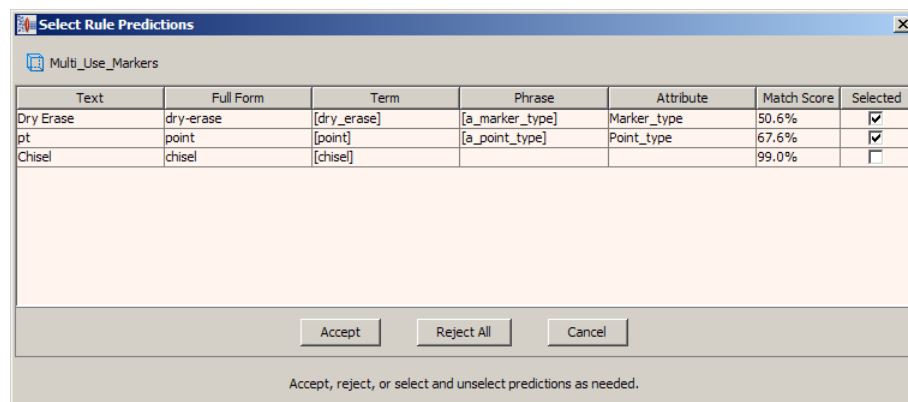 Select Rule Predictions
Multi_Use_Markers
Text Full Form Term Phrase Attribute Match Score Selected
Dry Erase dry-erase [dry_erase] [a_marker_type] Marker_type 50.6%
pt point [point] [a_point_type] Point_type 67.6%
Chisel chisel [chisel] 99.0%
Accept Reject All Cancel
Accept, reject, or select and unselect predictions as needed.